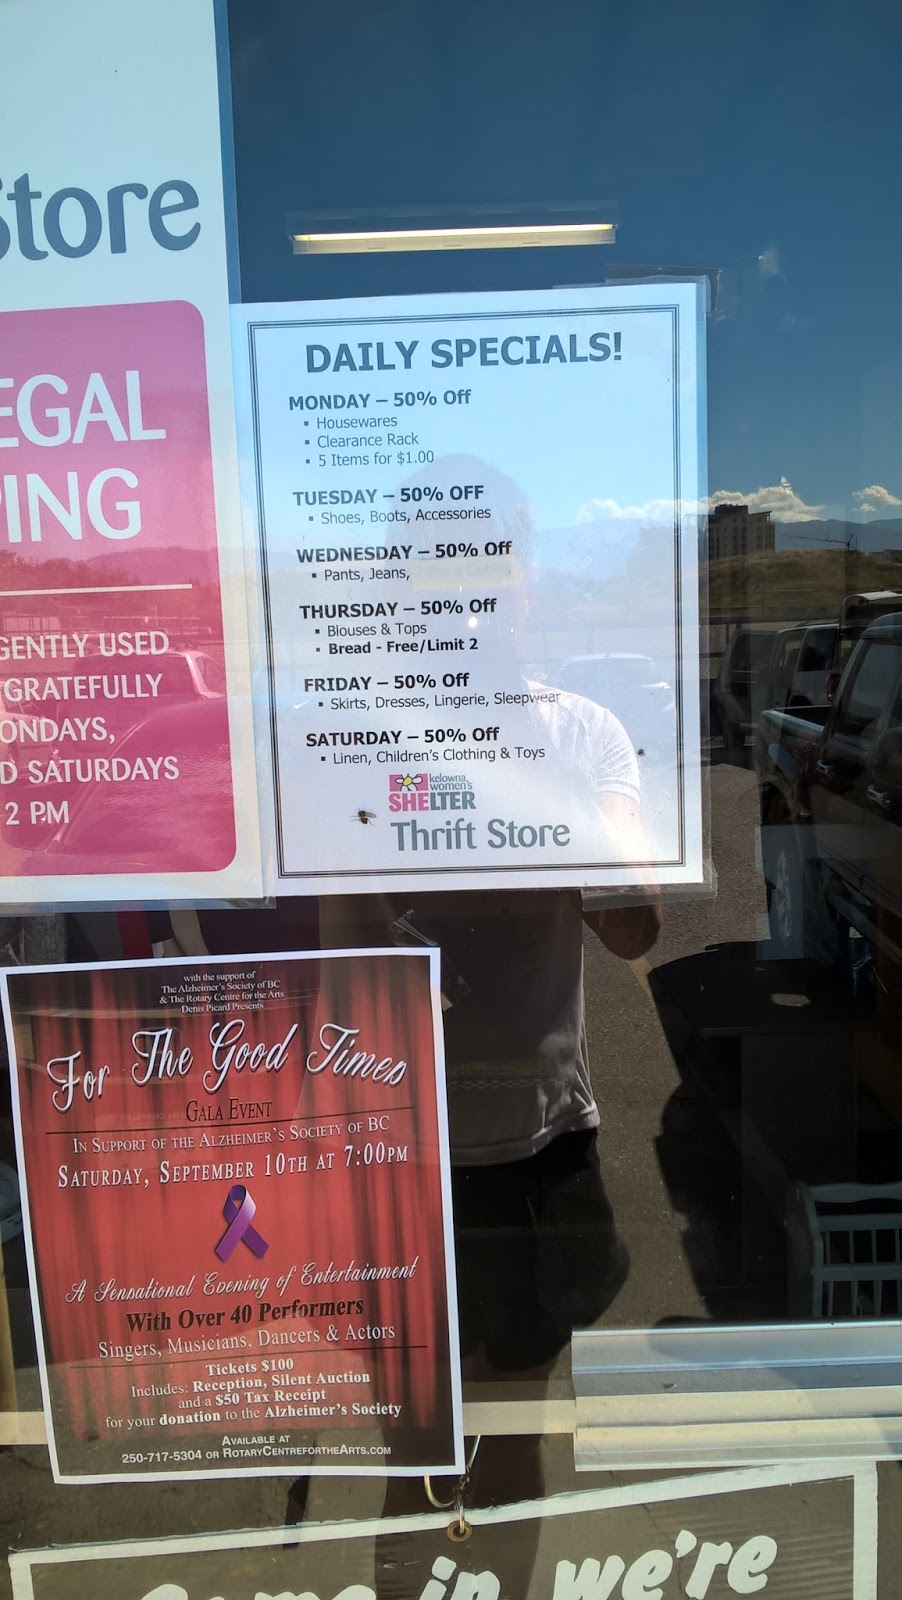 Store
EGAL
PING
GENTLY USED
GRATEFULLY
ONDAYS,
D SATURDAYS
2 PM
DAILY SPECIALS!
MONDAY – 50% Off
▪ Housewares
▪ Clearance Rack
▪ 5 Items for $1.00
TUESDAY – 50% OFF
▪ Shoes, Boots, Accessories
WEDNESDAY – 50% Off
▪ Pants, Jeans,
THURSDAY – 50% Off
▪ Blouses & Tops
▪ Bread - Free/Limit 2
FRIDAY – 50% Off
▪ Skirts, Dresses, Lingerie, Sleepwear
SATURDAY – 50% Off
▪ Linen, Children's Clothing & Toys
kelowna
women's
SHELTER
Thrift Store
with the support of
The Alzheimer's Society of BC
& The Rotary Centre for the Arts
Denis Picard Presents
For The Good Times
GALA EVENT
IN SUPPORT OF THE ALZHEIMER'S SOCIETY OF BC
SATURDAY, SEPTEMBER 10TH AT 7:00PM
A Sensational Evening of Entertainment
With Over 40 Performers
Singers, Musicians, Dancers & Actors
Tickets $100
Includes: Reception, Silent Auction
and a $50 Tax Receipt
for your donation to the Alzheimer's Society
AVAILABLE AT
250-717-5304 OR ROTARYCENTREFORTHEARTS.COM
Come in we're